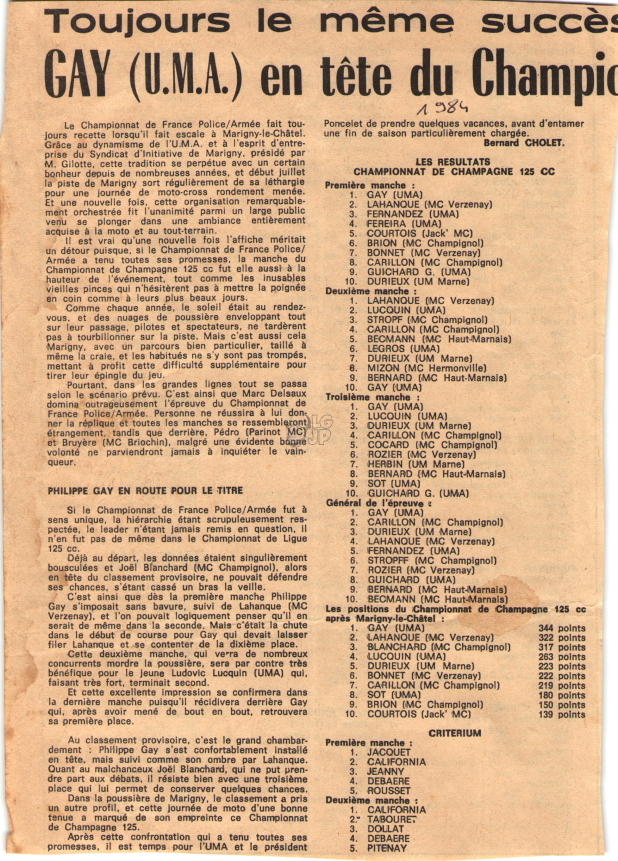 Toujours le même succès
GAY (U.M.A.) en tête du Champio
1984
Le Championnat de France Police/Armée fait tou-
jours recette lorsqu'il fait escale à Marigny-le-Châtel.
Grâce au dynamisme de l'U.M.A. et à l'esprit d'entre-
prise du Syndicat d'Initiative de Marigny, présidé par
M. Gilotte, cette tradition se perpétue avec un certain
bonheur depuis de nombreuses années, et début juillet
la piste de Marigny sort régulièrement de sa léthargie
pour une journée de moto-cross rondement menée.
Et une nouvelle fois, cette organisation remarquable-
ment orchestrée fit l'unanimité parmi un large public
venu se plonger dans une ambiance entièrement
acquise à la moto et au tout-terrain.
Il est vrai qu'une nouvelle fois l'affiche méritait
un détour puisque, si le Championnat de France Police/
Armée a tenu toutes ses promesses, la manche du
Championnat de Champagne 125 cc fut elle aussi à la
hauteur de l'événement, tout comme les inusables
vieilles pinces qui n'hésitèrent pas à mettre la poignée
en coin comme à leurs plus beaux jours.
Comme chaque année, le soleil était au rendez-
vous, et des nuages de poussière enveloppant tout
sur leur passage, pilotes et spectateurs, ne tardèrent
pas à tourbillonner sur la piste. Mais c'est aussi cela
Marigny, avec un parcours bien particulier, taillé à
même la craie, et les habitués ne s'y sont pas trompés,
mettant à profit cette difficulté supplémentaire pour
tirer leur épingle du jeu.
Pourtant, dans les grandes lignes tout se passa
selon le scénario prévu. C'est ainsi que Marc Delsaux
domina outrageusement l'épreuve du Championnat de
France Police/Armée. Personne ne réussira à lui don-
ner la réplique et toutes les manches se ressembleront
étrangement, tandis que derrière, Pédro (Parinot MC)
et Bruyère (MC Briochin), malgré une évidente bonne
volonté ne parviendront jamais à inquiéter le vain-
queur.
PHILIPPE GAY EN ROUTE POUR LE TITRE
Si le Championnat de France Police/Armée fut à
sens unique, la hiérarchie étant scrupuleusement res-
pectée, le leader n'étant jamais remis en question, il
n'en fut pas de même dans le Championnat de Ligue
125 cc.
Déjà au départ, les données étaient singulièrement
bousculées et Joël Blanchard (MC Champignol), alors
en tête du classement provisoire, ne pouvait défendre
ses chances, s'étant cassé un bras la veille.
C'est ainsi que dès la première manche Philippe
Gay s'imposait sans bavure, suivi de Lahanque (MC
Verzenay), et l'on pouvait logiquement penser qu'il en
serait de même dans la seconde. Mais c'était la chute
dans le début de course pour Gay qui devait laisser
filer Lahanque et se contenter de la dixième place.
Cette deuxième manche, qui verra de nombreux
concurrents mordre la poussière, sera par contre très
bénéfique pour le jeune Ludovic Lucquin (UMA) qui,
faisant très fort, terminait second.
Et cette excellente impression se confirmera dans
la dernière manche puisqu'il récidivera derrière Gay
qui, après avoir mené de bout en bout, retrouvera
sa première place.
Au classement provisoire, c'est le grand chambar-
dement : Philippe Gay s'est confortablement installé
en tête, mais suivi comme son ombre par Lahanque.
Quant au malchanceux Joël Blanchard, qui ne put pren-
dre part aux débats, il résiste bien avec une troisième
place qui lui permet de conserver quelques chances.
Dans la poussière de Marigny, le classement a pris
un autre profil, et cette journée de moto d'une bonne
tenue a marqué de son empreinte ce Championnat
de Champagne 125.
Après cette confrontation qui a tenu toutes ses
promesses, il est temps pour l'UMA et le président
Poncelet de prendre quelques vacances, avant d'entamer
une fin de saison particulièrement chargée.
Bernard CHOLET.
LES RESULTATS
CHAMPIONNAT DE CHAMPAGNE 125 CC
Première manche :
1. GAY (UMA)
2. LAHANQUE (MC Verzenay)
3. FERNANDEZ (UMA)
4. FEREIRA (UMA)
5. COURTOIS (Jack' MC)
6. BRION (MC Champignol)
7. BONNET (MC Verzenay)
8. CARILLON (MC Champignol)
9. GUICHARD G. (UMA)
10. DURIEUX (UM Marne)
Deuxième manche :
1. LAHANQUE (MC Verzenay)
2. LUCQUIN (UMA)
3. STROPF (MC Champignol)
4. CARILLON (MC Champignol)
5. BECMANN (MC Haut-Marnais)
6. LEGROS (UMA)
7. DURIEUX (UM Marne)
8. MIZON (MC Hermonville)
9. BERNARD (MC Haut-Marnais)
10. GAY (UMA)
Troisième manche :
1. GAY (UMA)
2. LUCQUIN (UMA)
3. DURIEUX (UM Marne)
4. CARILLON (MC Champignol)
5. COCARD (MC Champignol)
6. ROZIER (MC Verzenay)
7. HERBIN (UM Marne)
8. BERNARD (MC Haut-Marnais)
9. SOT (UMA)
10. GUICHARD G. (UMA)
Général de l'épreuve :
1. GAY (UMA)
2. CARILLON (MC Champignol)
3. DURIEUX (UM Marne)
4. LAHANQUE (MC Verzenay)
5. FERNANDEZ (UMA)
6. STROPFF (MC Champignol)
7. ROZIER (MC Verzenay)
8. GUICHARD (UMA)
9. BERNARD (MC Haut-Marnais)
10. BECMANN (MC Haut-Marnais)
Les positions du Championnat de Champagne 125 cc
après Marigny-le-Châtel :
1. GAY (UMA) 344 points
2. LAHANQUE (MC Verzenay) 322 points
3. BLANCHARD (MC Champignol) 317 points
4. LUCQUIN (UMA) 263 points
5. DURIEUX (UM Marne) 223 points
6. BONNET (MC Verzenay) 222 points
7. CARILLON (MC Champignol) 219 points
8. SOT (UMA) 180 points
9. BRION (MC Champignol) 150 points
10. COURTOIS (Jack' MC) 139 points
CRITERIUM
Première manche :
1. JACQUET
2. CALIFORNIA
3. JEANNY
4. DEBAERE
5. ROUSSET
Deuxième manche :
1. CALIFORNIA
2. TABOURET
3. DOLLAT
4. DEBAERE
5. PITENAY